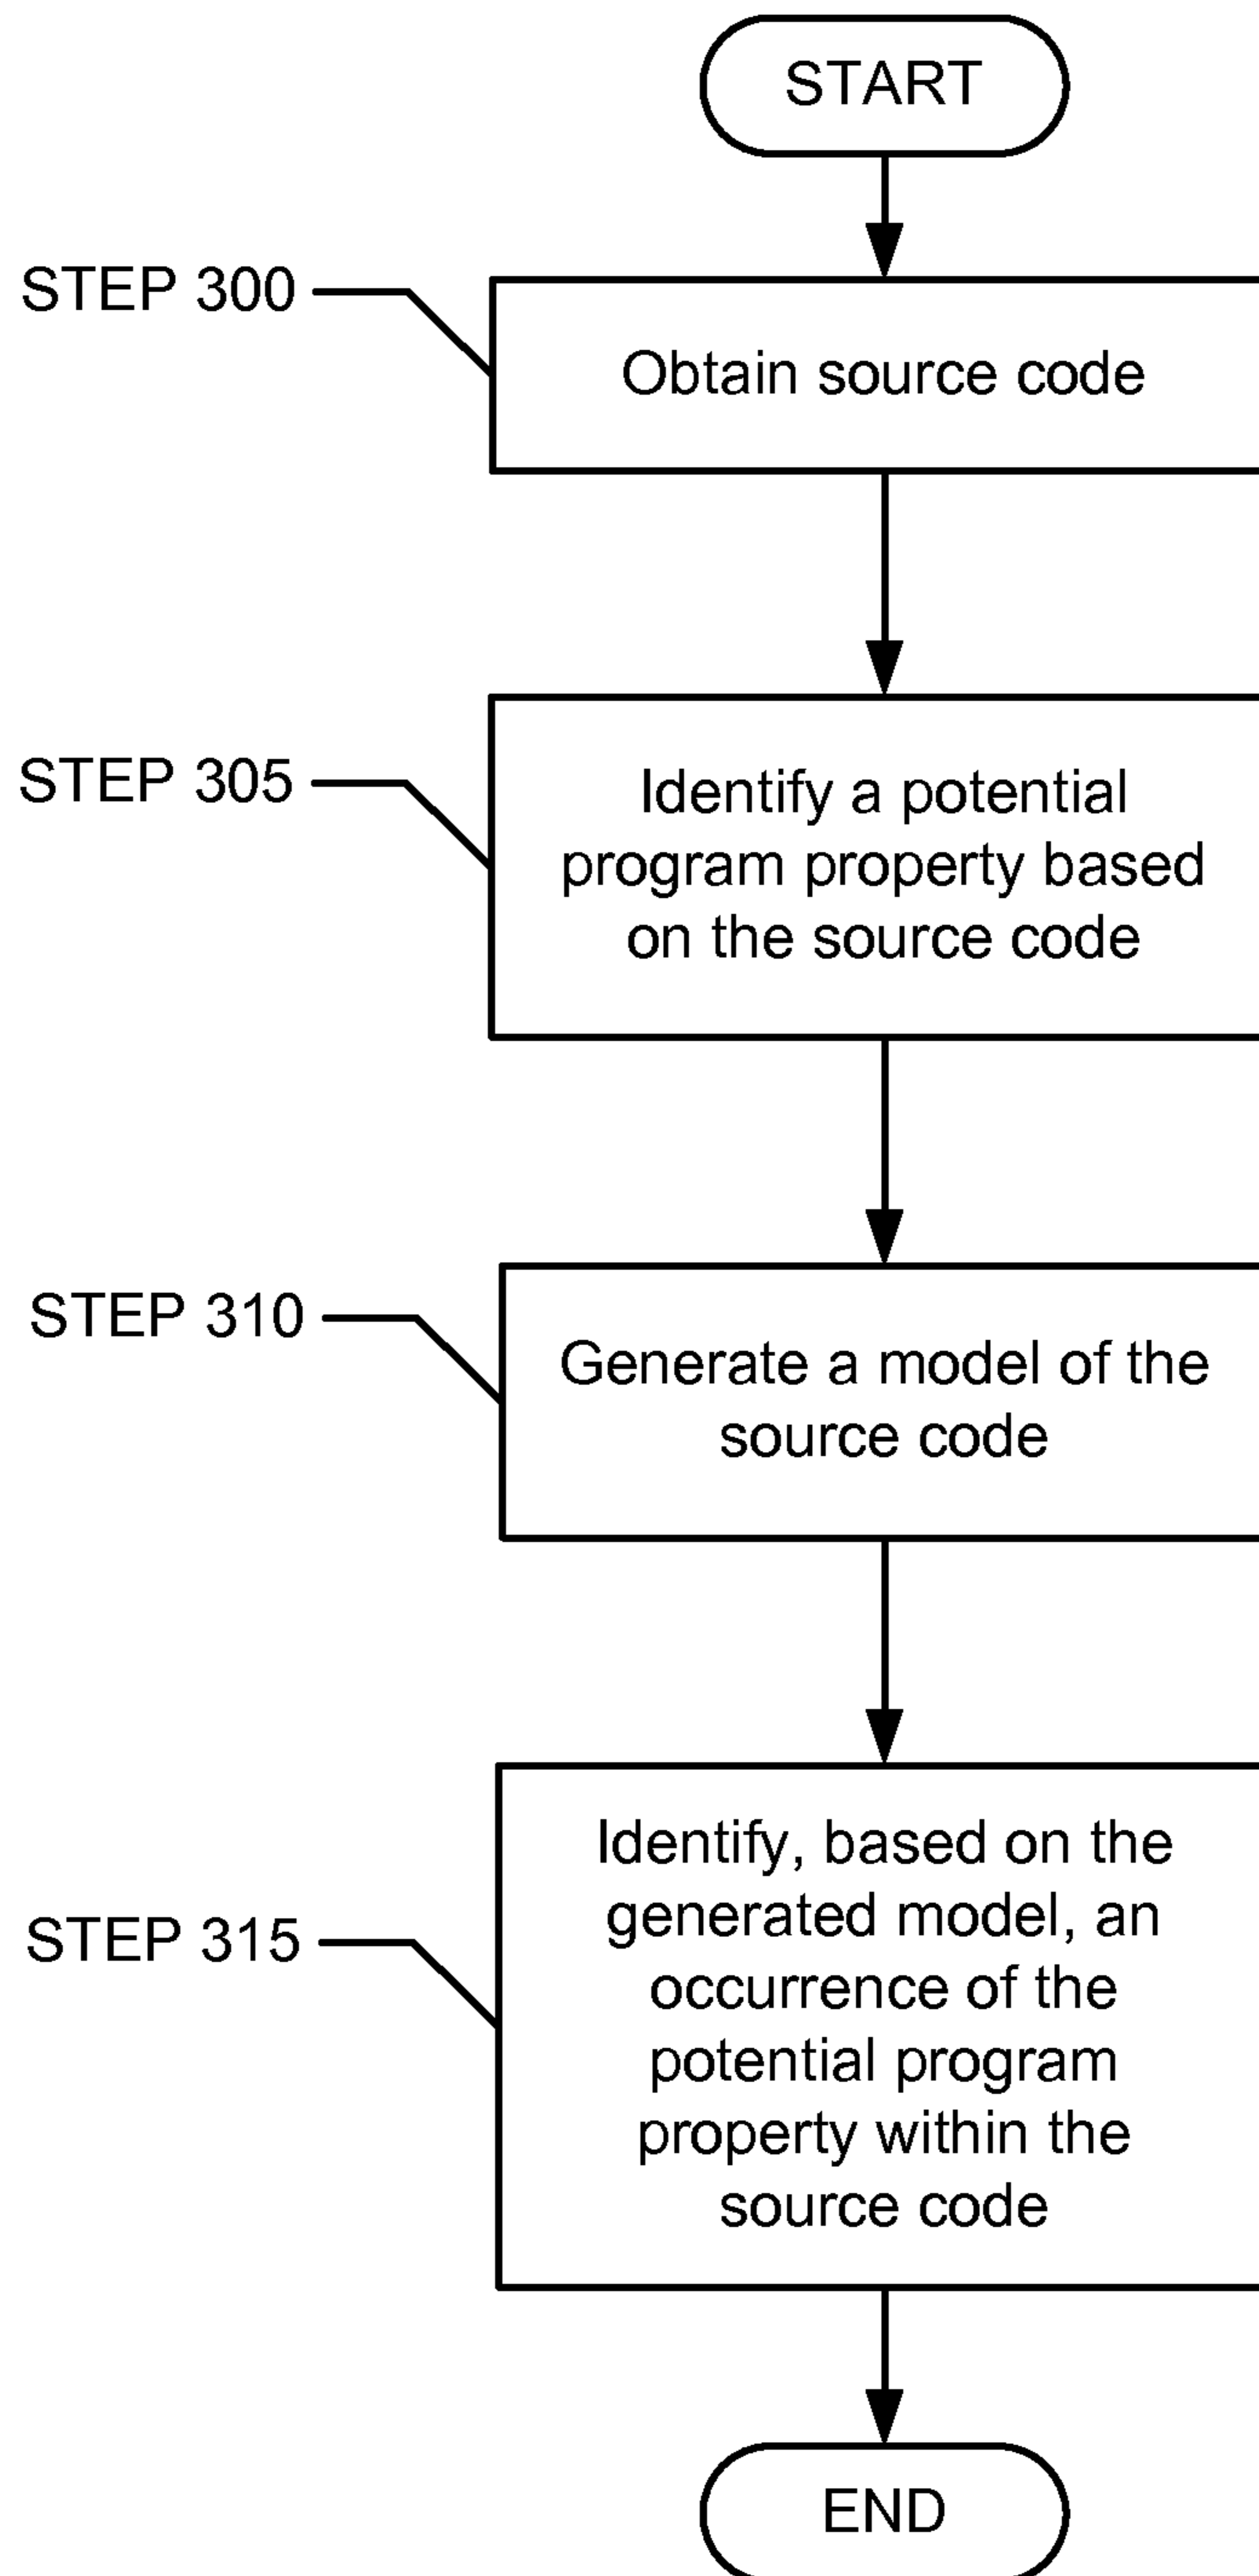 START
STEP 300
Obtain source code
STEP 305
Identify a potential
program property based
on the source code
STEP 310
Generate a model of the
source code
STEP 315
Identify, based on the
generated model, an
occurrence of the
potential program
property within the
source code
END